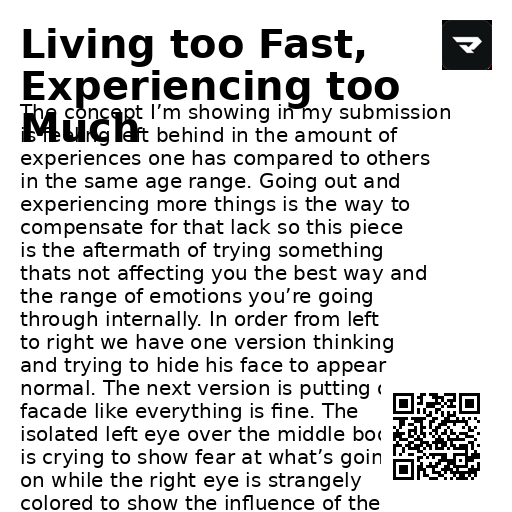 Living too Fast,
Experiencing too
Much
The concept I’m showing in my submission
is feeling left behind in the amount of
experiences one has compared to others
in the same age range. Going out and
experiencing more things is the way to
compensate for that lack so this piece
is the aftermath of trying something
thats not affecting you the best way and
the range of emotions you’re going
through internally. In order from left
to right we have one version thinking
and trying to hide his face to appear
normal. The next version is putting
facade like everything is fine. The
isolated left eye over the middle
is crying to show fear at what’s goin
on while the right eye is strangely
colored to show the influence of the